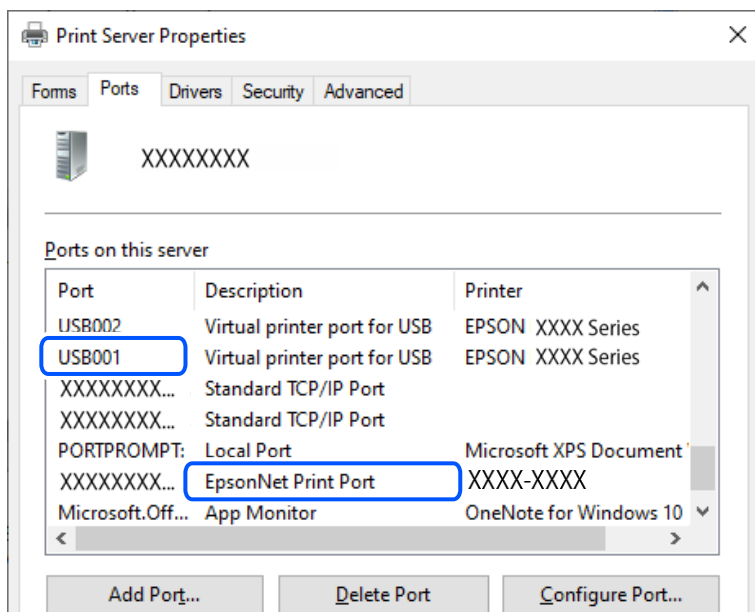 Print Server Properties
Forms Ports Drivers Security Advanced
XXXXXXXX
Ports on this server
Port Description Printer
USB002 Virtual printer port for USB EPSON XXXX Series
USB001 Virtual printer port for USB EPSON XXXX Series
XXXXXXXX... Standard TCP/IP Port
XXXXXXXX... Standard TCP/IP Port
PORTPROMPT: Local Port Microsoft XPS Document
XXXXXXXX... EpsonNet Print Port XXXX-XXXX
Microsoft.Off... App Monitor OneNote for Windows 10
Add Port... Delete Port Configure Port...